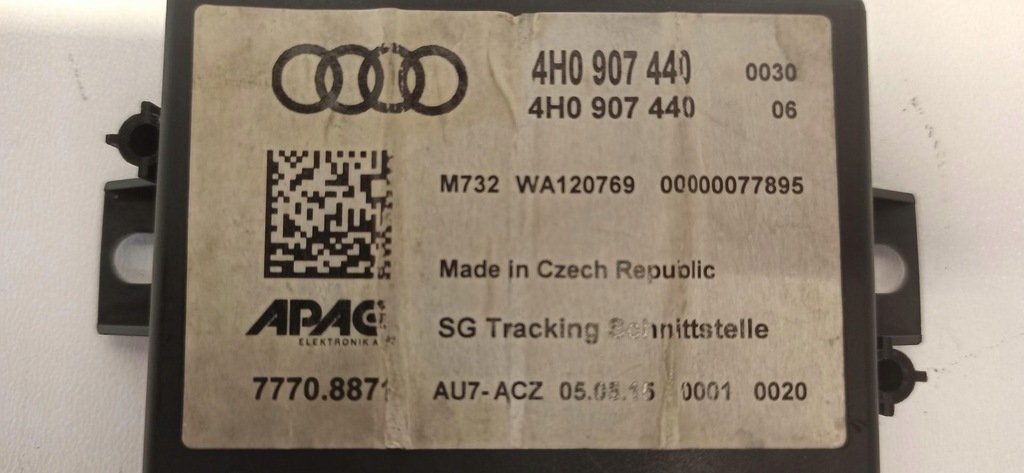 4H0 907 440 0030
4H0 907 440 06
M732 WA120769 00000077895
Made in Czech Republic
APAG
ELEKTRONIKA
SG Tracking Schnittstelle
7770.8871 AU7-ACZ 0001 0020